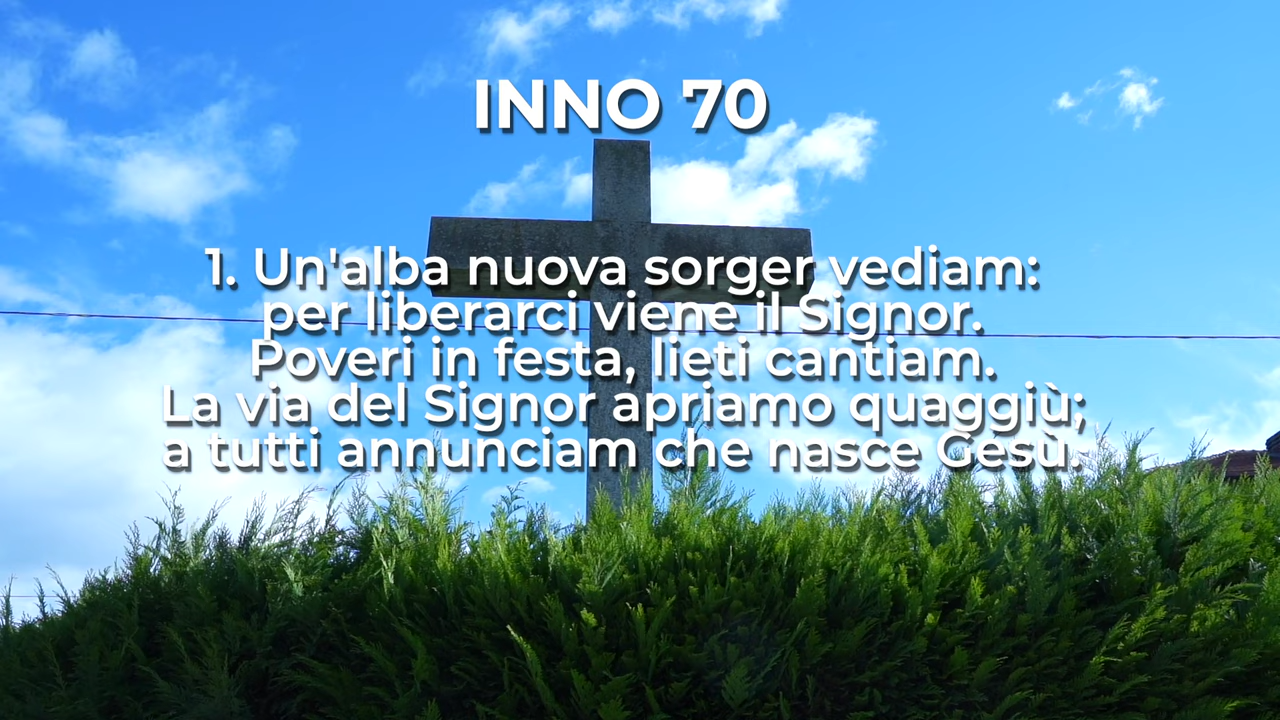 INNO 70
1. Un'alba nuova sorger vediam:
per liberarci viene il Signor.
Poveri in festa, lieti cantiam.
La via del Signor apriamo quaggiù;
a tutti annunciam che nasce Gesù.